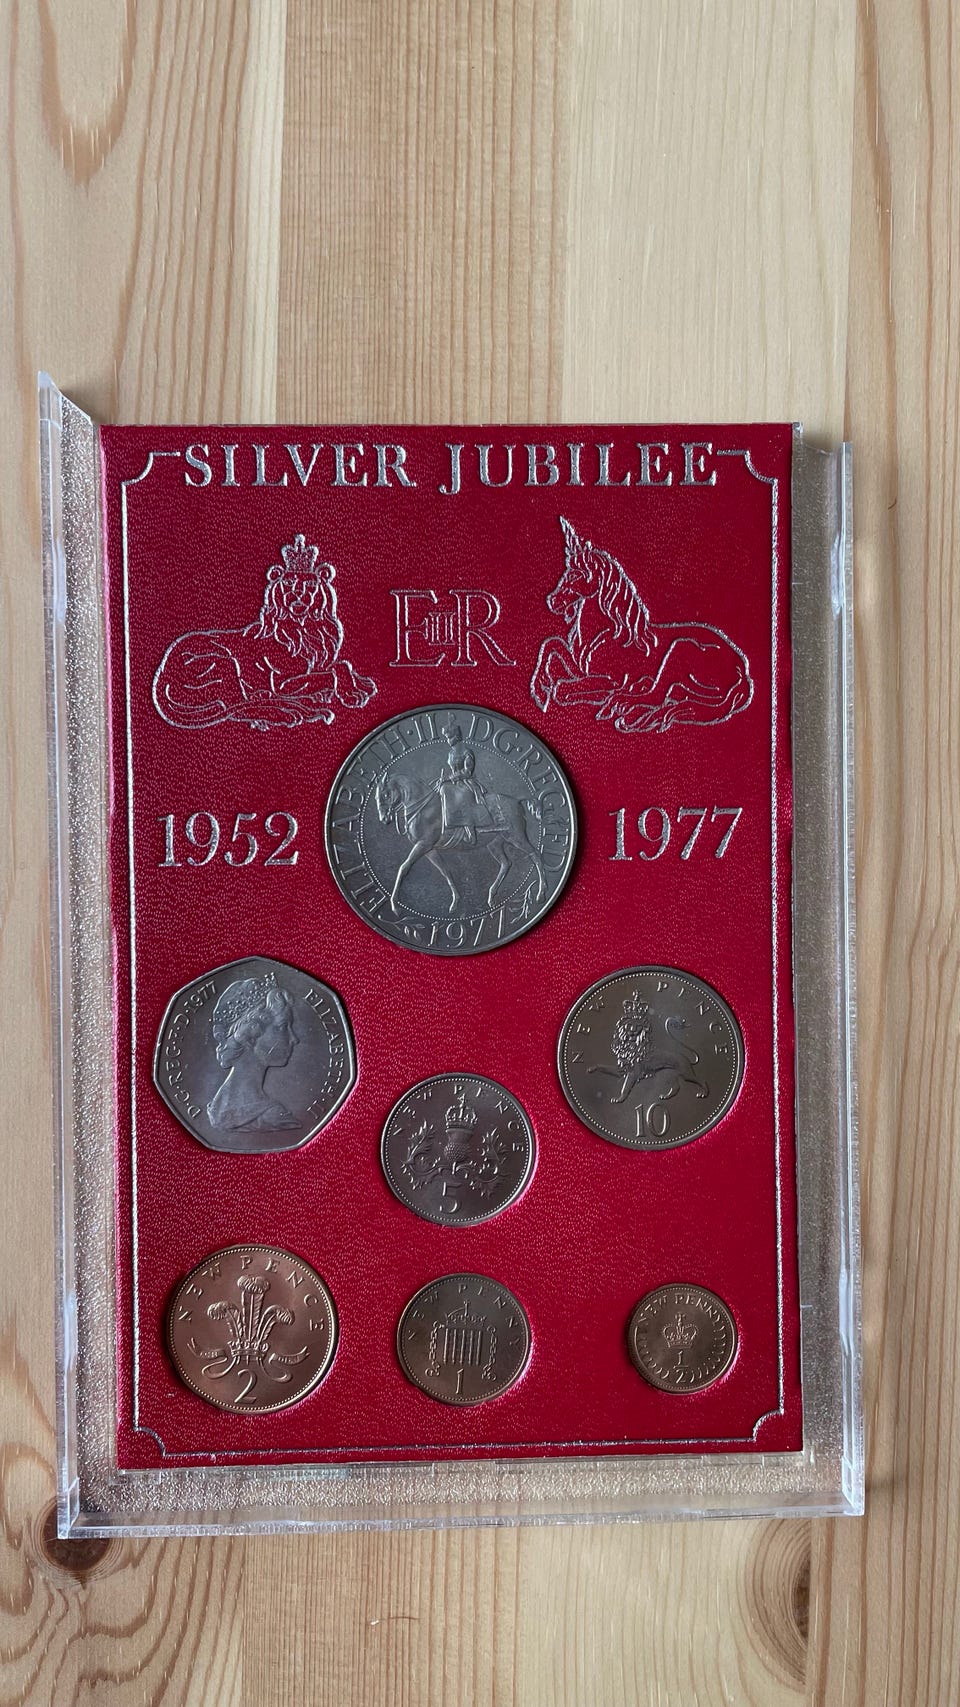 SILVER JUBILEE
EIIR
1952
1977
ELIZABETH·II DG·REG·FD
1977
D·G·REG·F·D·1977 ELIZABETH·II
NEW PENCE
10
NEW PENCE
5
NEW PENCE
2
NEW PENNY
1
NEW PENNY
1
2